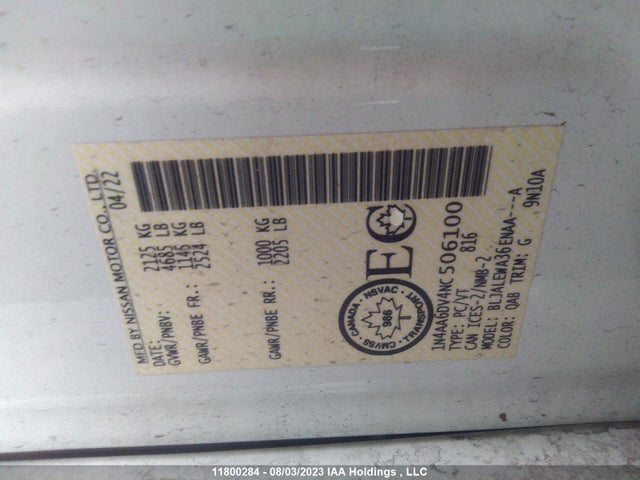 MFD BY NISSAN MOTOR CO., LTD.
DATE: 04/22
GVWR/PNBV: 2125 KG
4685 LB
GAWR/PNBE FR.: 1145 KG
2524 LB
GAWR/PNBE RR.: 1000 KG
2205 LB
EC
CANADA - NSVAC - TRANSPORT - CMVSS
986
1N4AA6DV4NC506100
TYPE: PC/VT 816
CAN ICES-2/NMB-2
MODEL: BLJALEWA36ENAA---A
COLOR: QAB TRIM: G 9N10A
11800284 - 08/03/2023 IAA Holdings , LLC